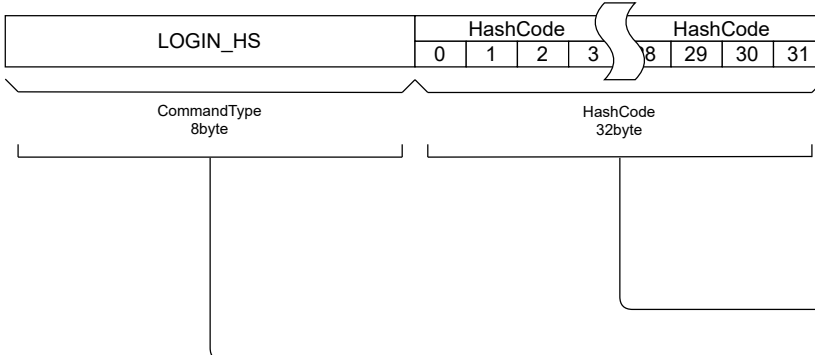 LOGIN_HS
HashCode HashCode
0 1 2 3 29 30 31
CommandType
8byte
HashCode
32byte